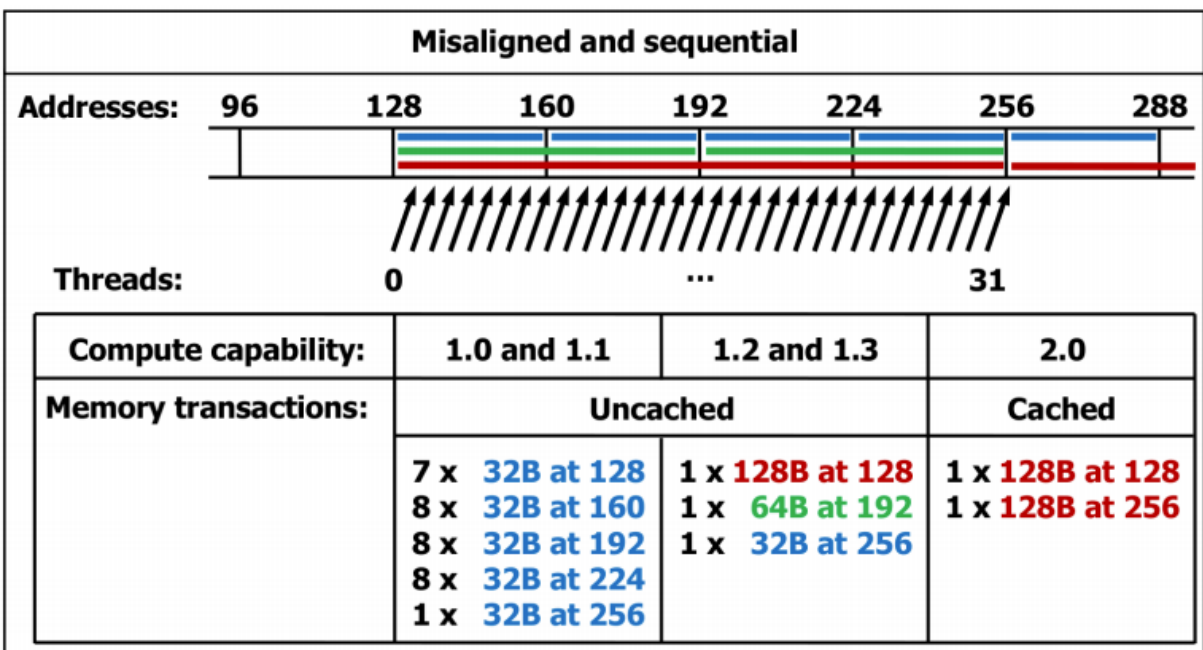 Misaligned and sequential
Addresses: 96 128 160 192 224 256 288
Threads: 0 ... 31
Compute capability: 1.0 and 1.1 1.2 and 1.3 2.0
Memory transactions: Uncached Cached
7 x 32B at 128 1 x 128B at 128 1 x 128B at 128
8 x 32B at 160 1 x 64B at 192 1 x 128B at 256
8 x 32B at 192 1 x 32B at 256
8 x 32B at 224
1 x 32B at 256